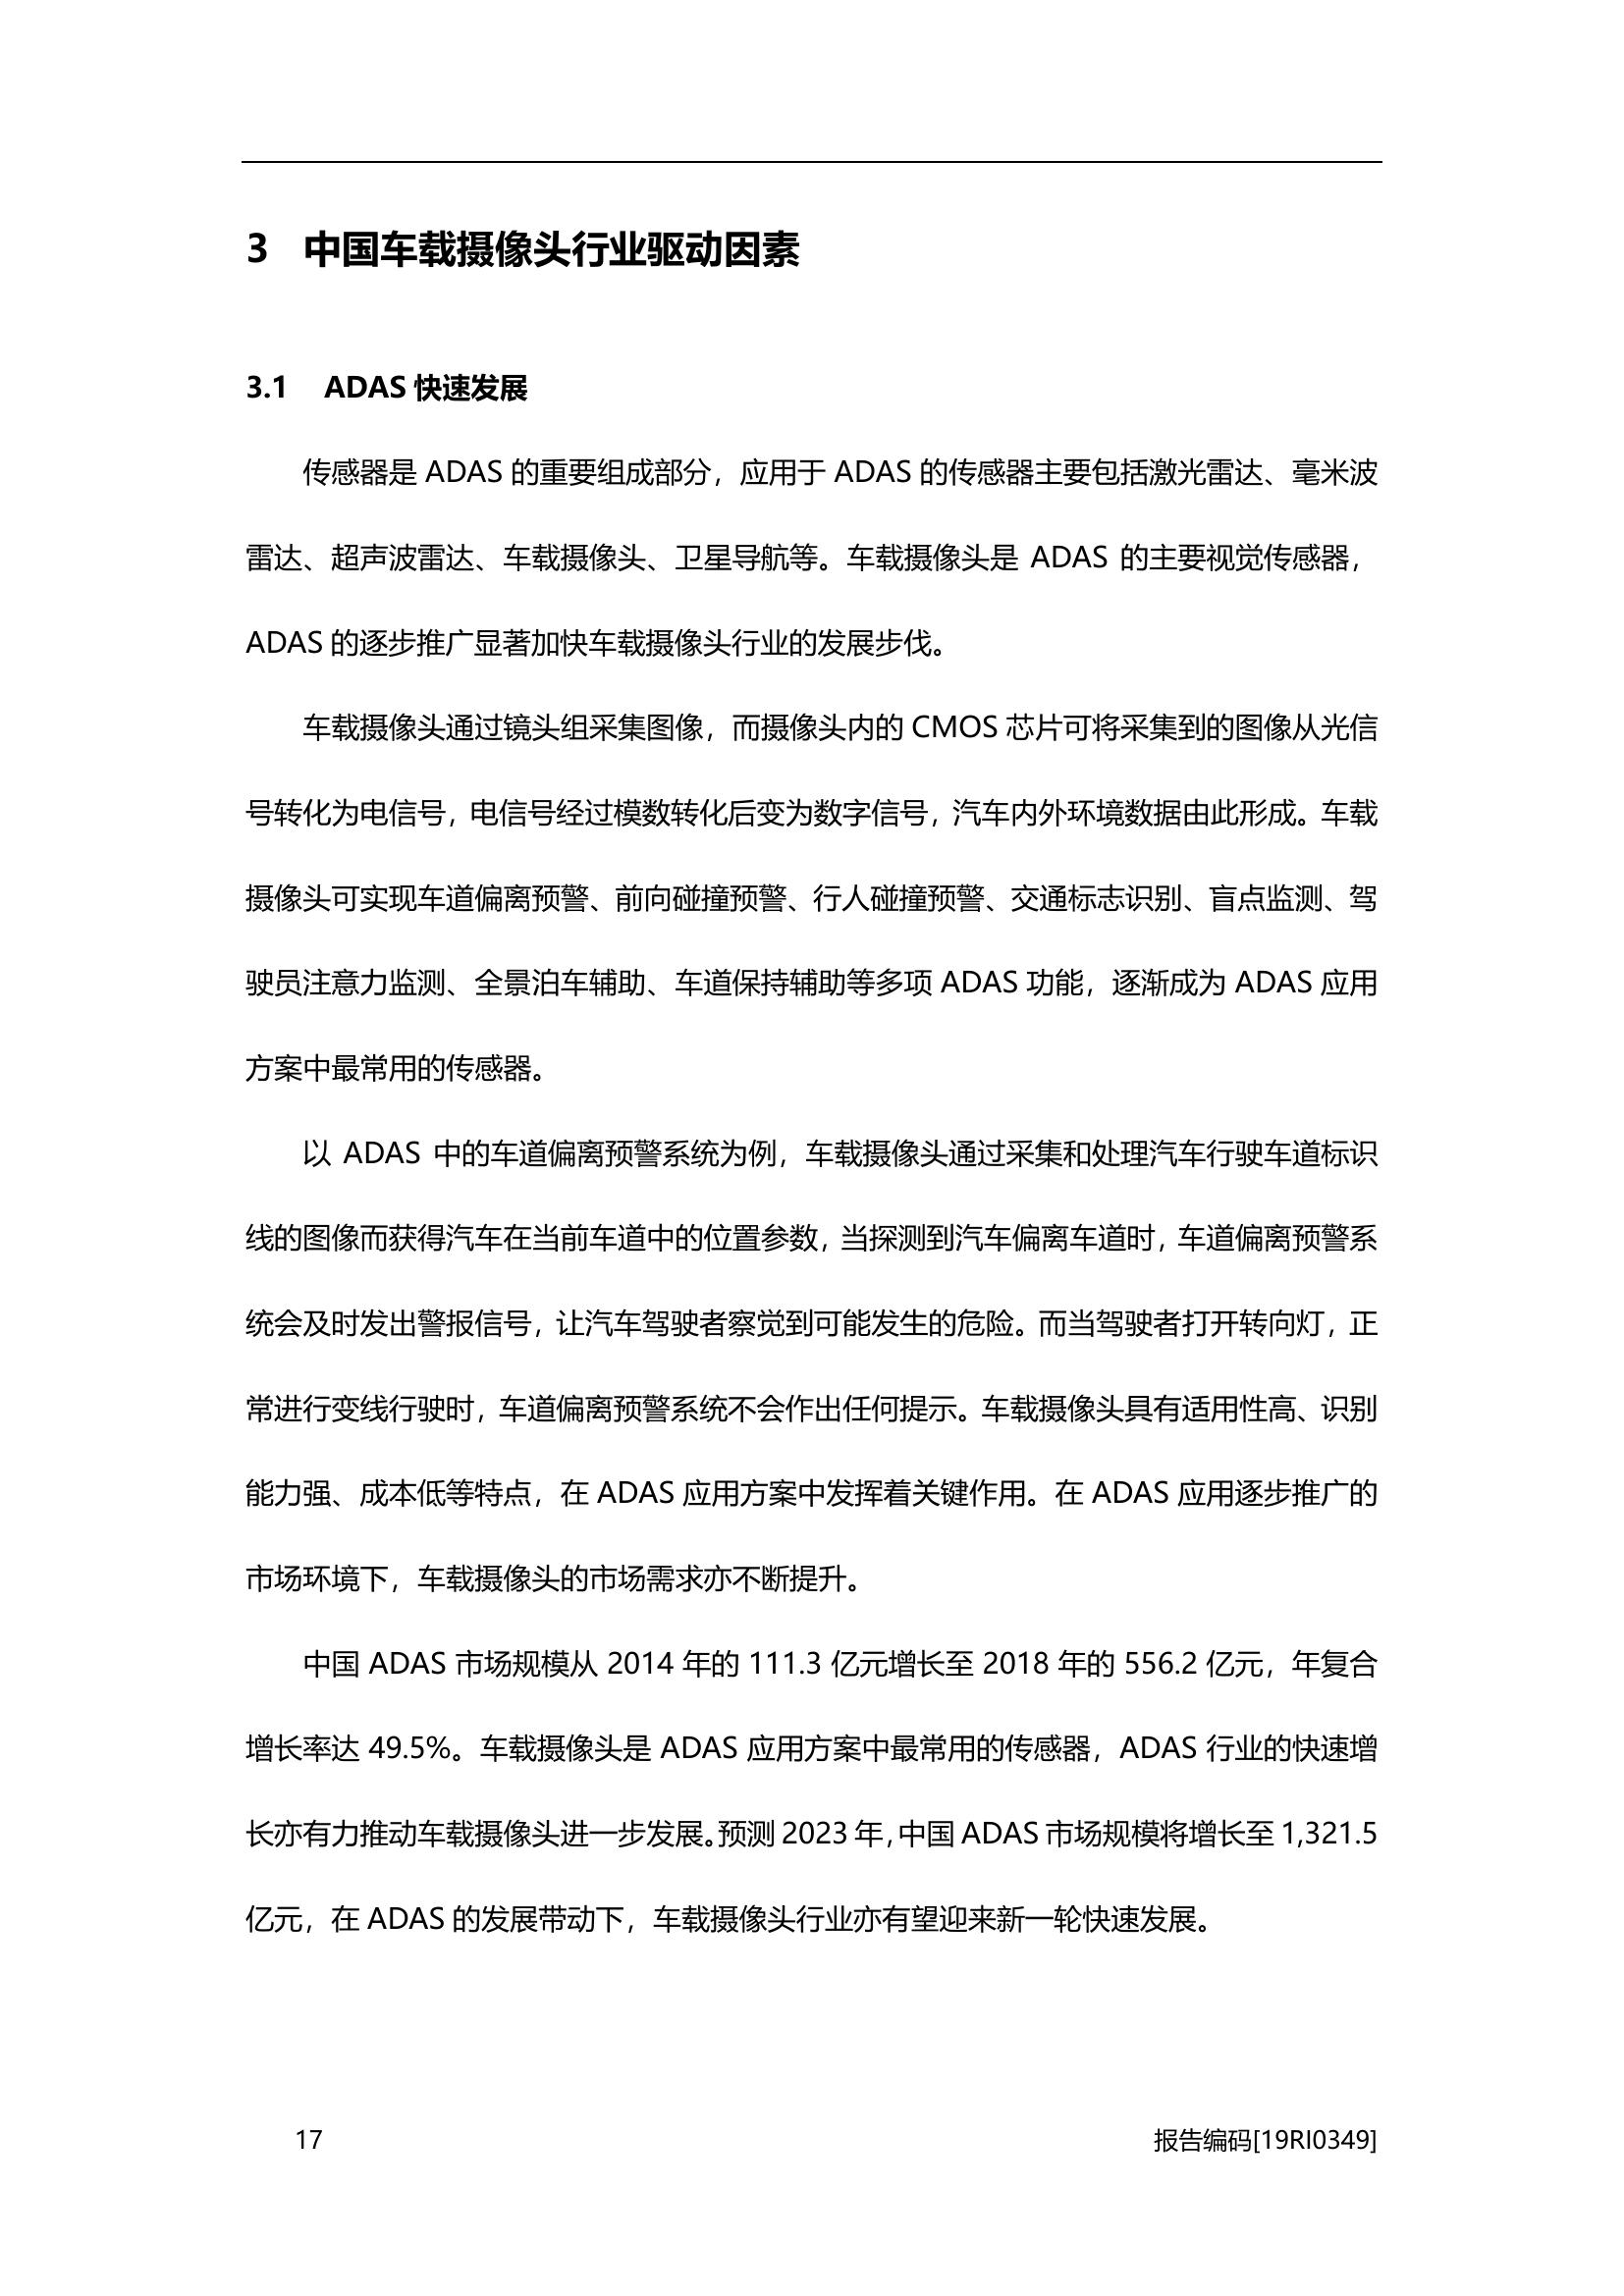 3 中国车载摄像头行业驱动因素
3.1 ADAS 快速发展
传感器是 ADAS 的重要组成部分，应用于 ADAS 的传感器主要包括激光雷达、毫米波
雷达、超声波雷达、车载摄像头、卫星导航等。车载摄像头是 ADAS 的主要视觉传感器，
ADAS 的逐步推广显著加快车载摄像头行业的发展步伐。
车载摄像头通过镜头组采集图像，而摄像头内的 CMOS 芯片可将采集到的图像从光信
号转化为电信号，电信号经过模数转化后变为数字信号，汽车内外环境数据由此形成。车载
摄像头可实现车道偏离预警、前向碰撞预警、行人碰撞预警、交通标志识别、盲点监测、驾
驶员注意力监测、全景泊车辅助、车道保持辅助等多项 ADAS 功能，逐渐成为 ADAS 应用
方案中最常用的传感器。
以 ADAS 中的车道偏离预警系统为例，车载摄像头通过采集和处理汽车行驶车道标识
线的图像而获得汽车在当前车道中的位置参数，当探测到汽车偏离车道时，车道偏离预警系
统会及时发出警报信号，让汽车驾驶者察觉到可能发生的危险。而当驾驶者打开转向灯，正
常进行变线行驶时，车道偏离预警系统不会作出任何提示。车载摄像头具有适用性高、识别
能力强、成本低等特点，在 ADAS 应用方案中发挥着关键作用。在 ADAS 应用逐步推广的
市场环境下，车载摄像头的市场需求亦不断提升。
中国 ADAS 市场规模从 2014 年的 111.3 亿元增长至 2018 年的 556.2 亿元，年复合
增长率达 49.5%。车载摄像头是 ADAS 应用方案中最常用的传感器，ADAS 行业的快速增
长亦有力推动车载摄像头进一步发展。预测 2023 年，中国 ADAS 市场规模将增长至 1,321.5
亿元，在 ADAS 的发展带动下，车载摄像头行业亦有望迎来新一轮快速发展。
17 报告编码[19RI0349]